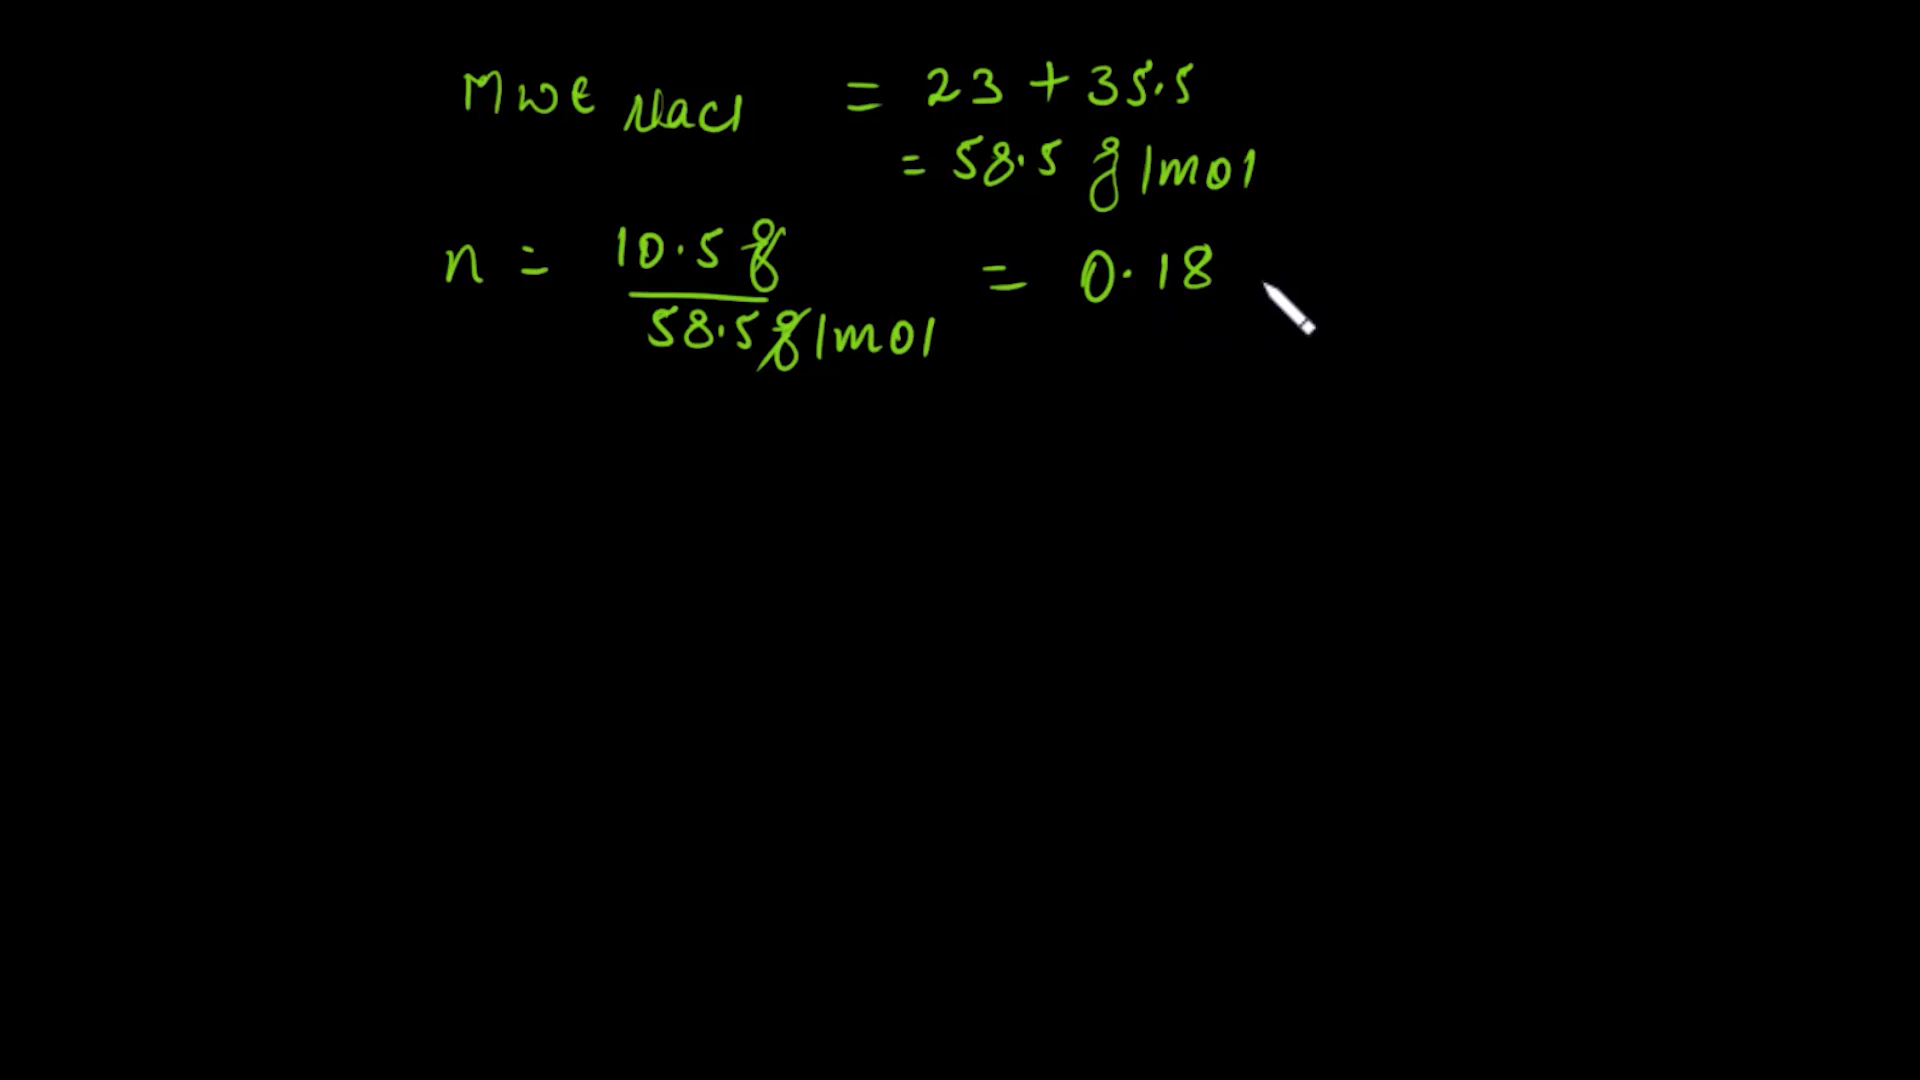 Mwt NaCl = 23 + 35.5
= 58.5 g/mol
n = 10.5 g / 58.5 g/mol = 0.18